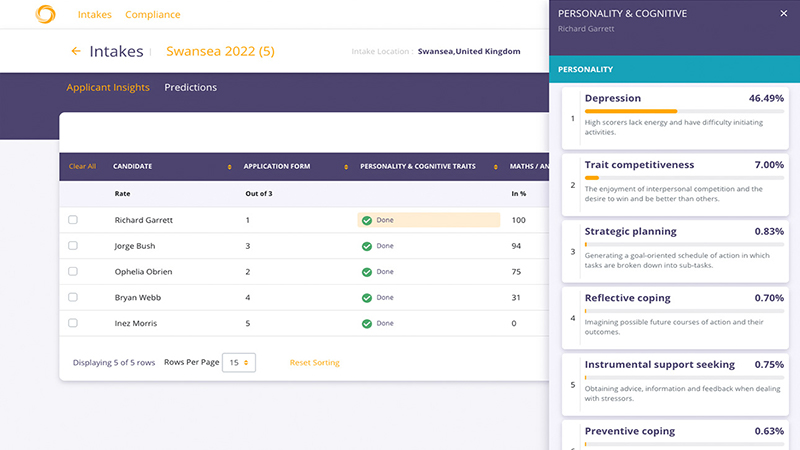 Intakes Compliance
← Intakes | Swansea 2022 (5) Intake Location : Swansea,United Kingdom
Applicant Insights Predictions
Clear All CANDIDATE APPLICATION FORM PERSONALITY & COGNITIVE TRAITS MATHS / AN
Rate Out of 3 In %
Richard Garrett 1 Done 100
Jorge Bush 3 Done 94
Ophelia Obrien 2 Done 75
Bryan Webb 4 Done 31
Inez Morris 5 Done 0
Displaying 5 of 5 rows Rows Per Page 15 Reset Sorting
PERSONALITY & COGNITIVE ×
Richard Garrett
PERSONALITY
1 Depression 46.49%
High scorers lack energy and have difficulty initiating
activities.
2 Trait competitiveness 7.00%
The enjoyment of interpersonal competition and the
desire to win and be better than others.
3 Strategic planning 0.83%
Generating a goal-oriented schedule of action in which
tasks are broken down into sub-tasks.
4 Reflective coping 0.70%
Imagining possible future courses of action and their
outcomes.
5 Instrumental support seeking 0.75%
Obtaining advice, information and feedback when dealing
with stressors.
Preventive coping 0.63%